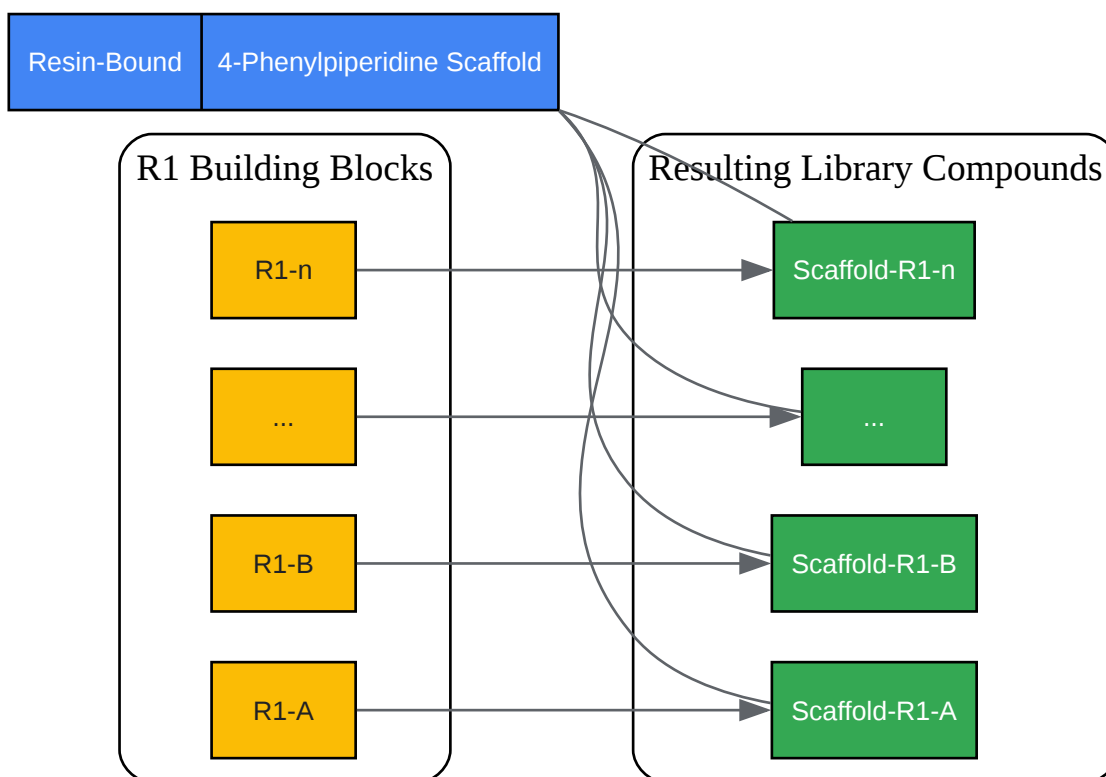 Resin-Bound
4-Phenylpiperidine Scaffold
R1 Building Blocks
R1-n
...
R1-B
R1-A
Resulting Library Compounds
Scaffold-R1-n
...
Scaffold-R1-B
Scaffold-R1-A